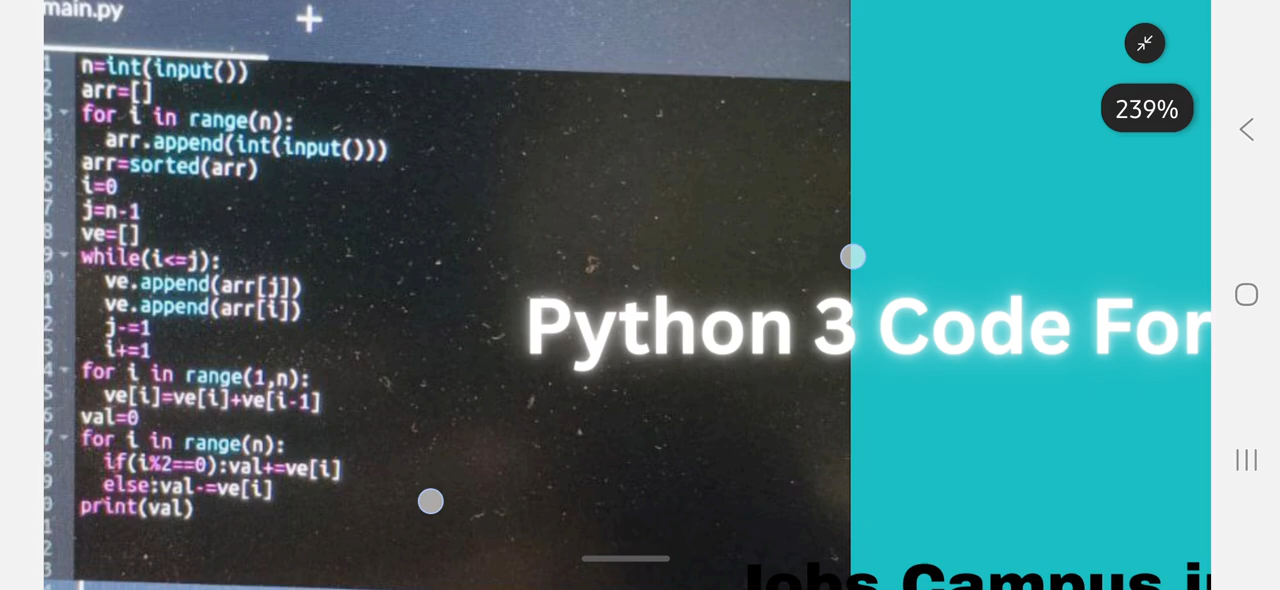 main.py
+
n=int(input())
arr=[]
for i in range(n):
  arr.append(int(input()))
arr=sorted(arr)
i=0
j=n-1
ve=[]
while(i<=j):
  ve.append(arr[j])
  ve.append(arr[i])
  j-=1
  i+=1
for i in range(1,n):
  ve[i]=ve[i]+ve[i-1]
val=0
for i in range(n):
  if(i%2==0):val+=ve[i]
  else:val-=ve[i]
print(val)
239%
Python 3 Code For
Jobs Campus